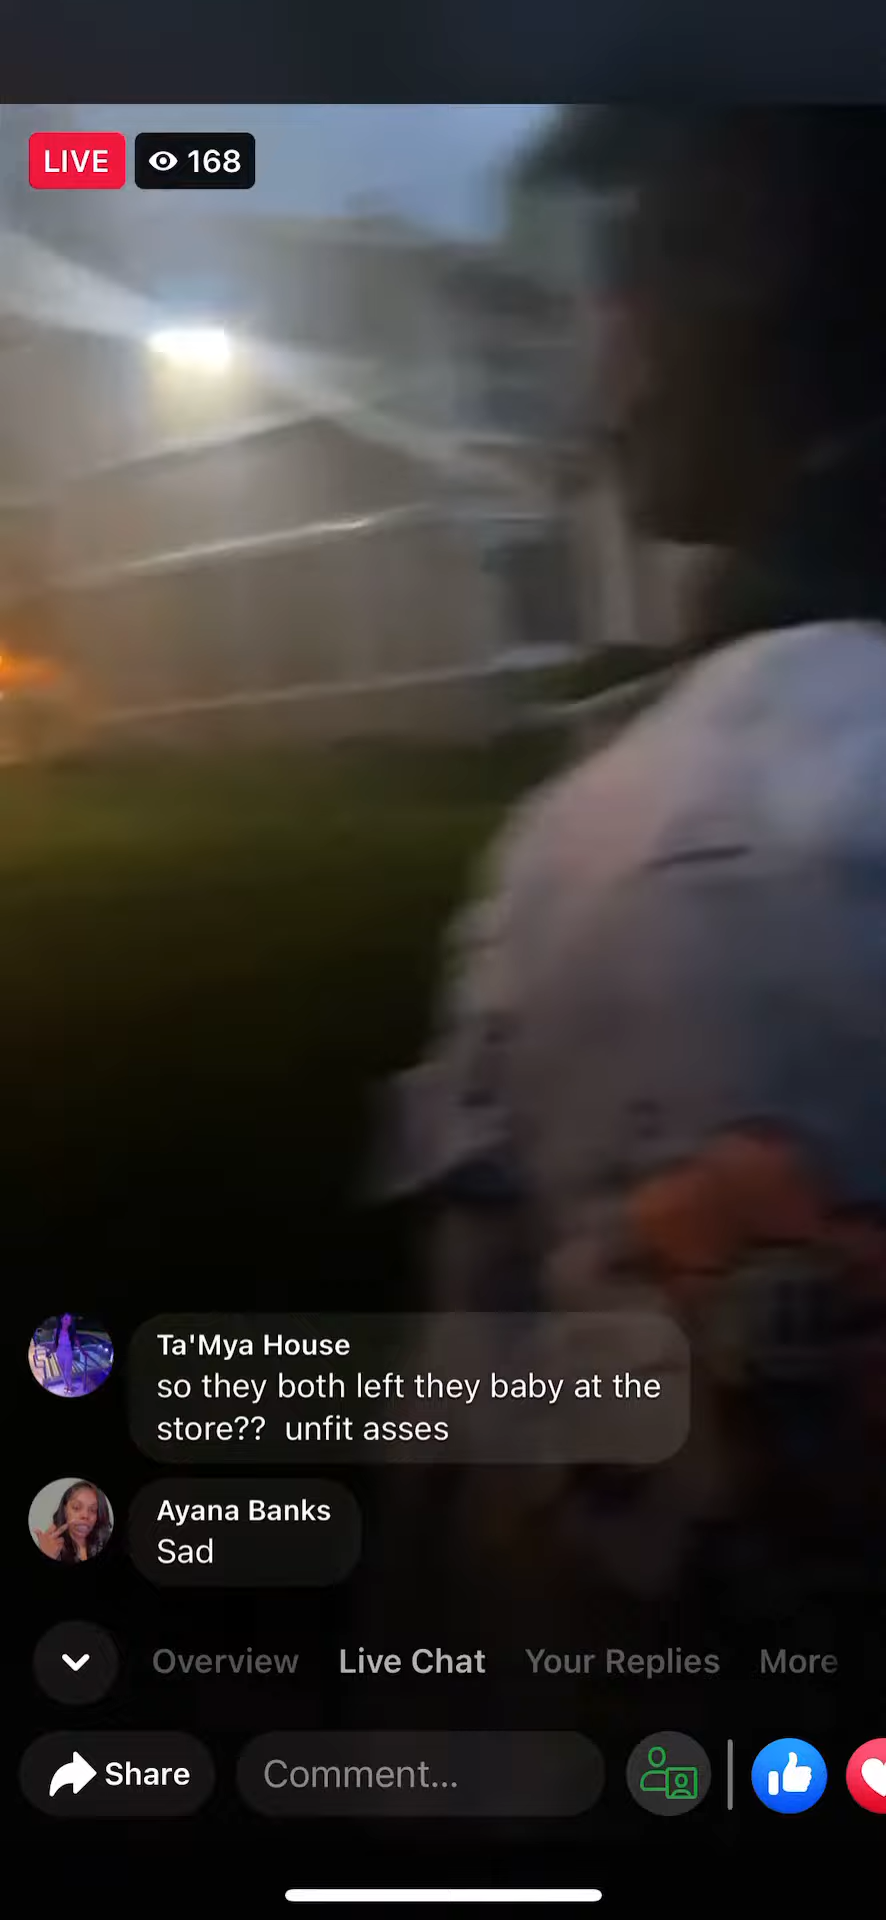 LIVE 168
Ta'Mya House
so they both left they baby at the
store??  unfit asses
Ayana Banks
Sad
Overview Live Chat Your Replies More
Share Comment...